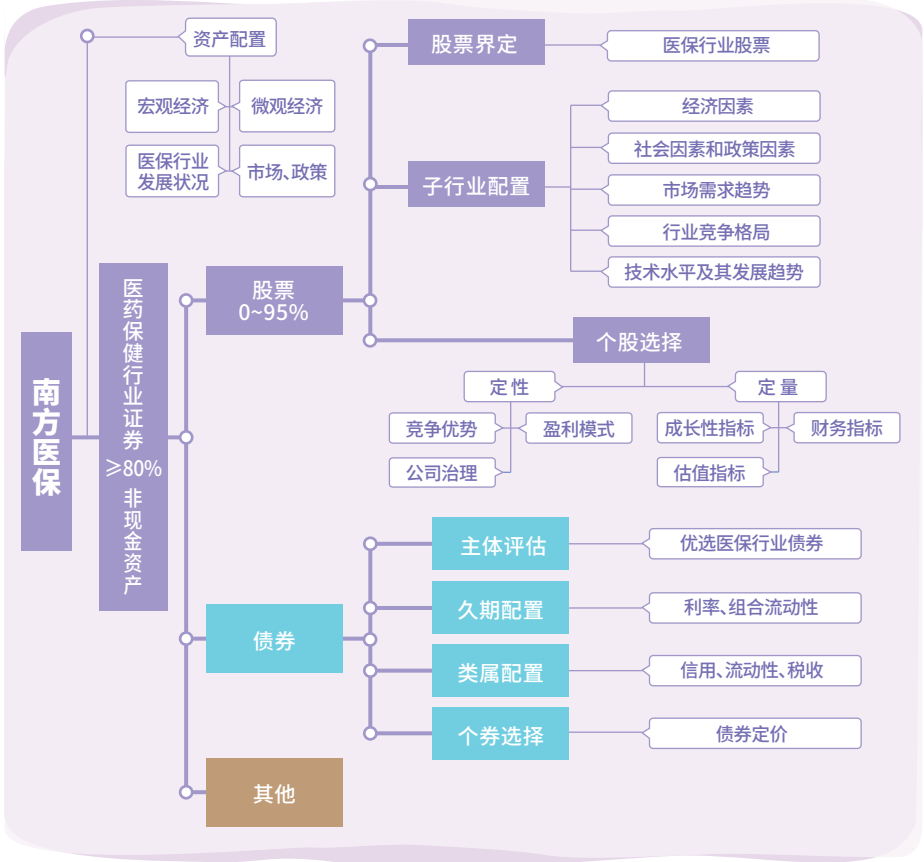 资产配置
宏观经济
微观经济
医保行业
发展状况
市场、政策
南方医保
医药保健行业证券
≥80%
非现金资产
股票
0~95%
股票界定
医保行业股票
子行业配置
经济因素
社会因素和政策因素
市场需求趋势
行业竞争格局
技术水平及其发展趋势
个股选择
定性
竞争优势
盈利模式
公司治理
定量
成长性指标
财务指标
估值指标
债券
主体评估
优选医保行业债券
久期配置
利率、组合流动性
类属配置
信用、流动性、税收
个券选择
债券定价
其他